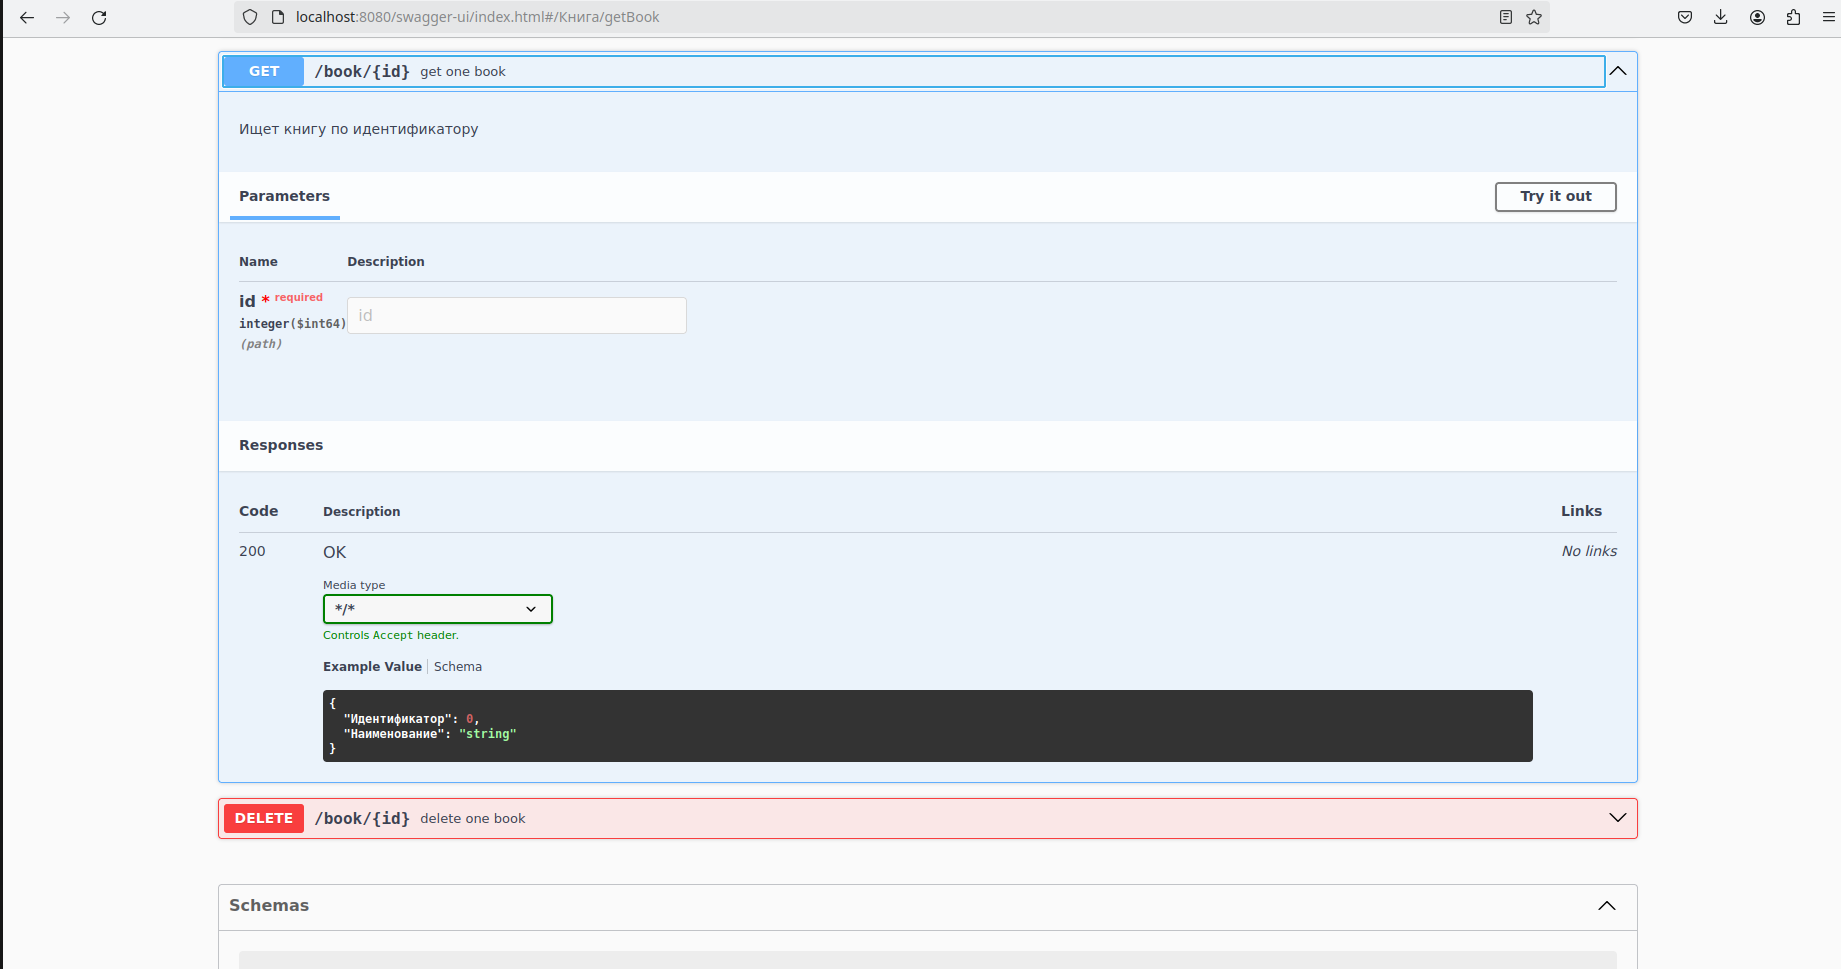 localhost:8080/swagger-ui/index.html#/Книга/getBook
GET /book/{id} get one book
Ищет книгу по идентификатору
Parameters
Try it out
Name Description
id * required
integer($int64)
(path)
id
Responses
Code Description Links
200 OK No links
Media type
*/*
Controls Accept header.
Example Value Schema
{
"Идентификатор": 0,
"Наименование": "string"
}
DELETE /book/{id} delete one book
Schemas